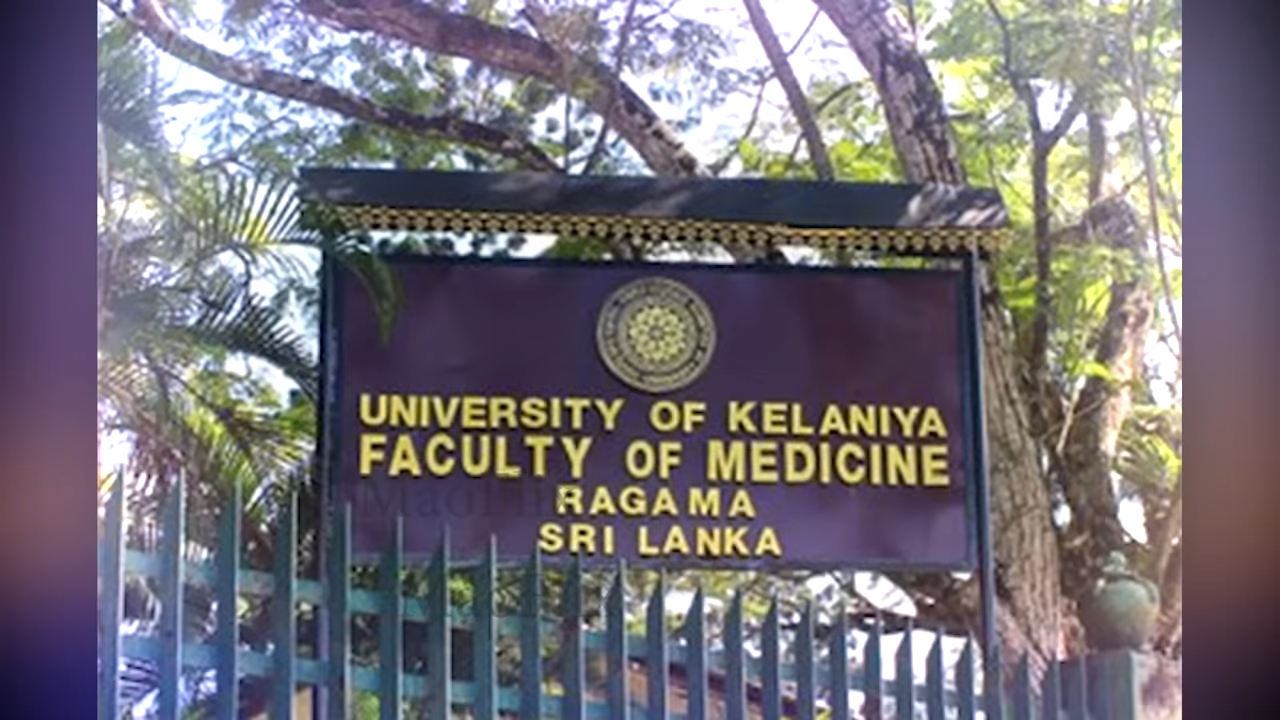 UNIVERSITY OF KELANIYA
FACULTY OF MEDICINE
RAGAMA
SRI LANKA